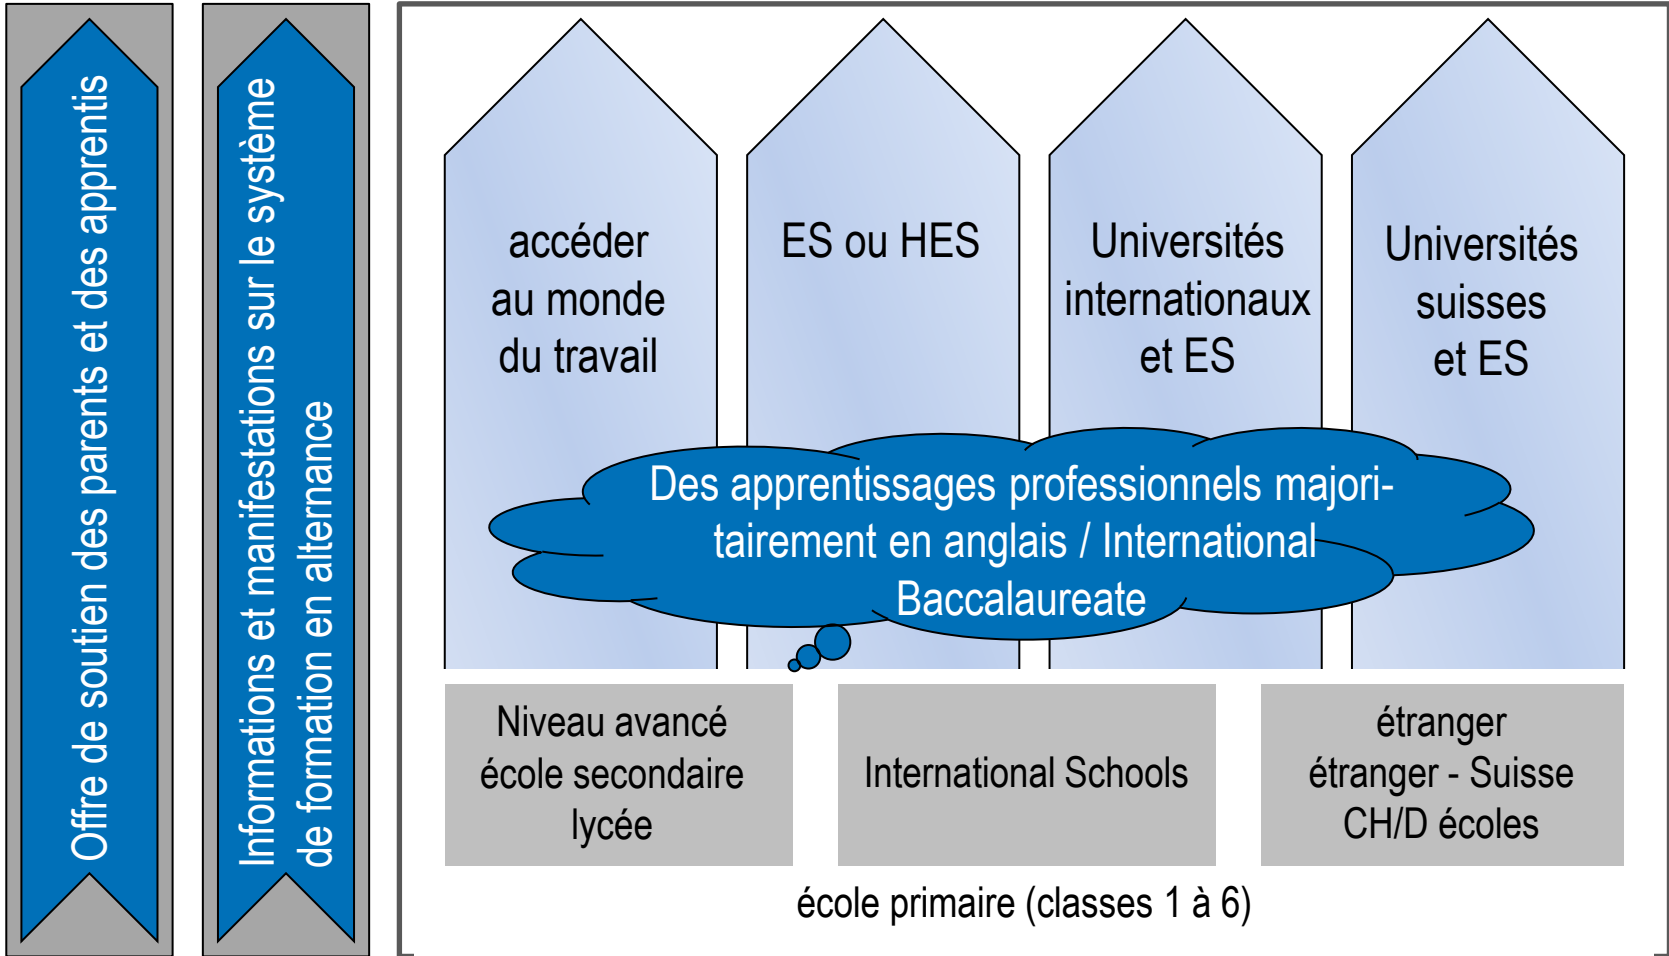 Offre de soutien des parents et des apprentis
Informations et manifestations sur le système
de formation en alternance
accéder
au monde
du travail
ES ou HES
Universités
internationaux
et ES
Universités
suisses
et ES
Des apprentissages professionnels majori-
tairement en anglais / International
Baccalaureate
Niveau avancé
école secondaire
lycée
International Schools
étranger
étranger - Suisse
CH/D écoles
école primaire (classes 1 à 6)